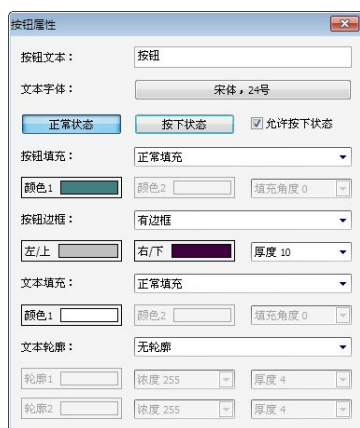 按钮属性
按钮文本： 按钮
文本字体： 宋体，24号
正常状态 按下状态 允许按下状态
按钮填充： 正常填充
颜色1 颜色2 填充角度 0
按钮边框： 有边框
左/上 右/下 厚度 10
文本填充： 正常填充
颜色1 颜色2 填充角度 0
文本轮廓： 无轮廓
轮廓1 浓度 255 厚度 4
轮廓2 浓度 255 厚度 4